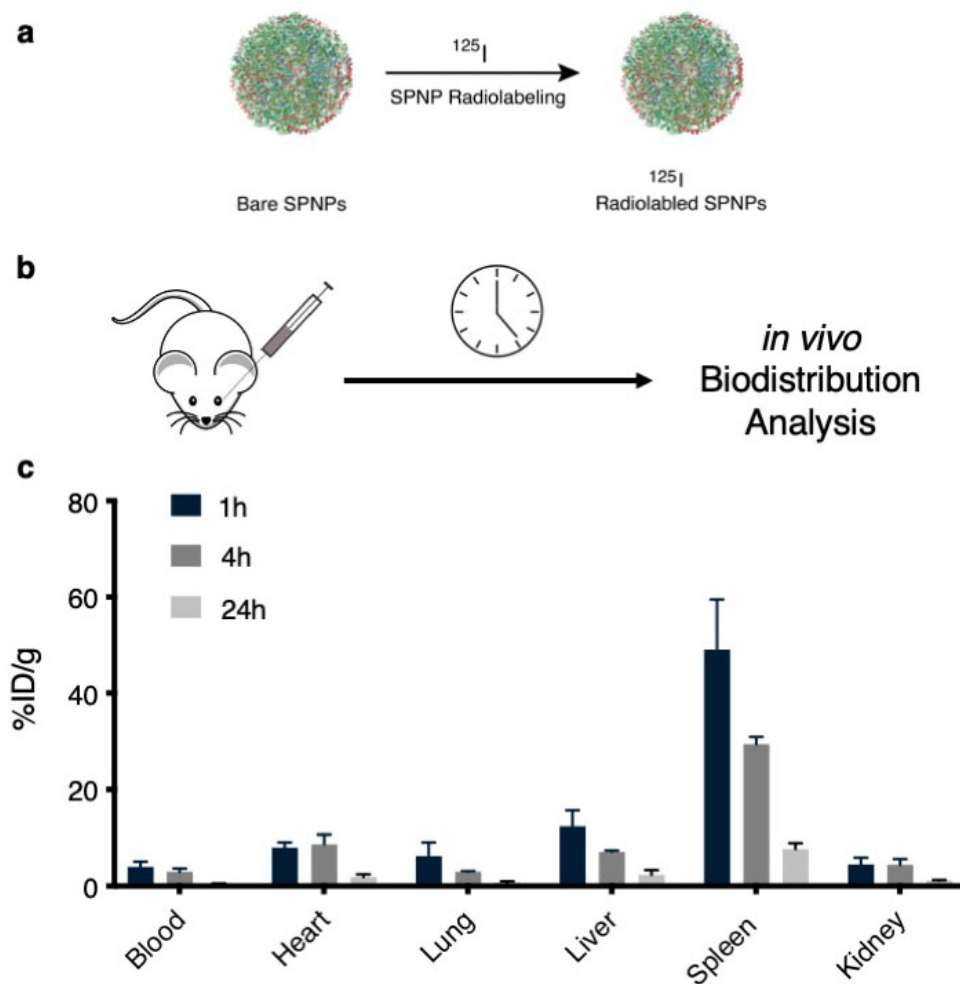 a
125I
SPNP Radiolabeling
Bare SPNPs
125I
Radiolabled SPNPs
b
in vivo
Biodistribution
Analysis
c
%ID/g
80
60
40
20
0
1h
4h
24h
Blood
Heart
Lung
Liver
Spleen
Kidney